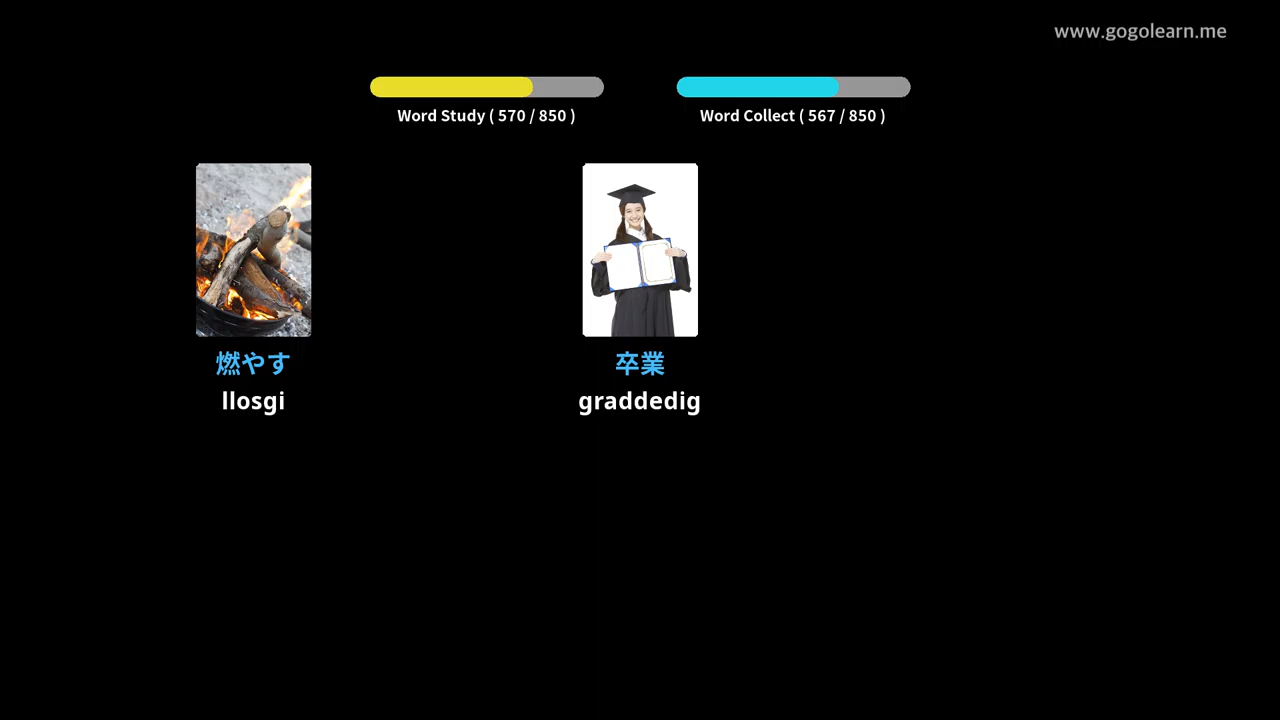 www.gogolearn.me
Word Study ( 570 / 850 )
Word Collect ( 567 / 850 )
燃やす
llosgi
卒業
graddedig